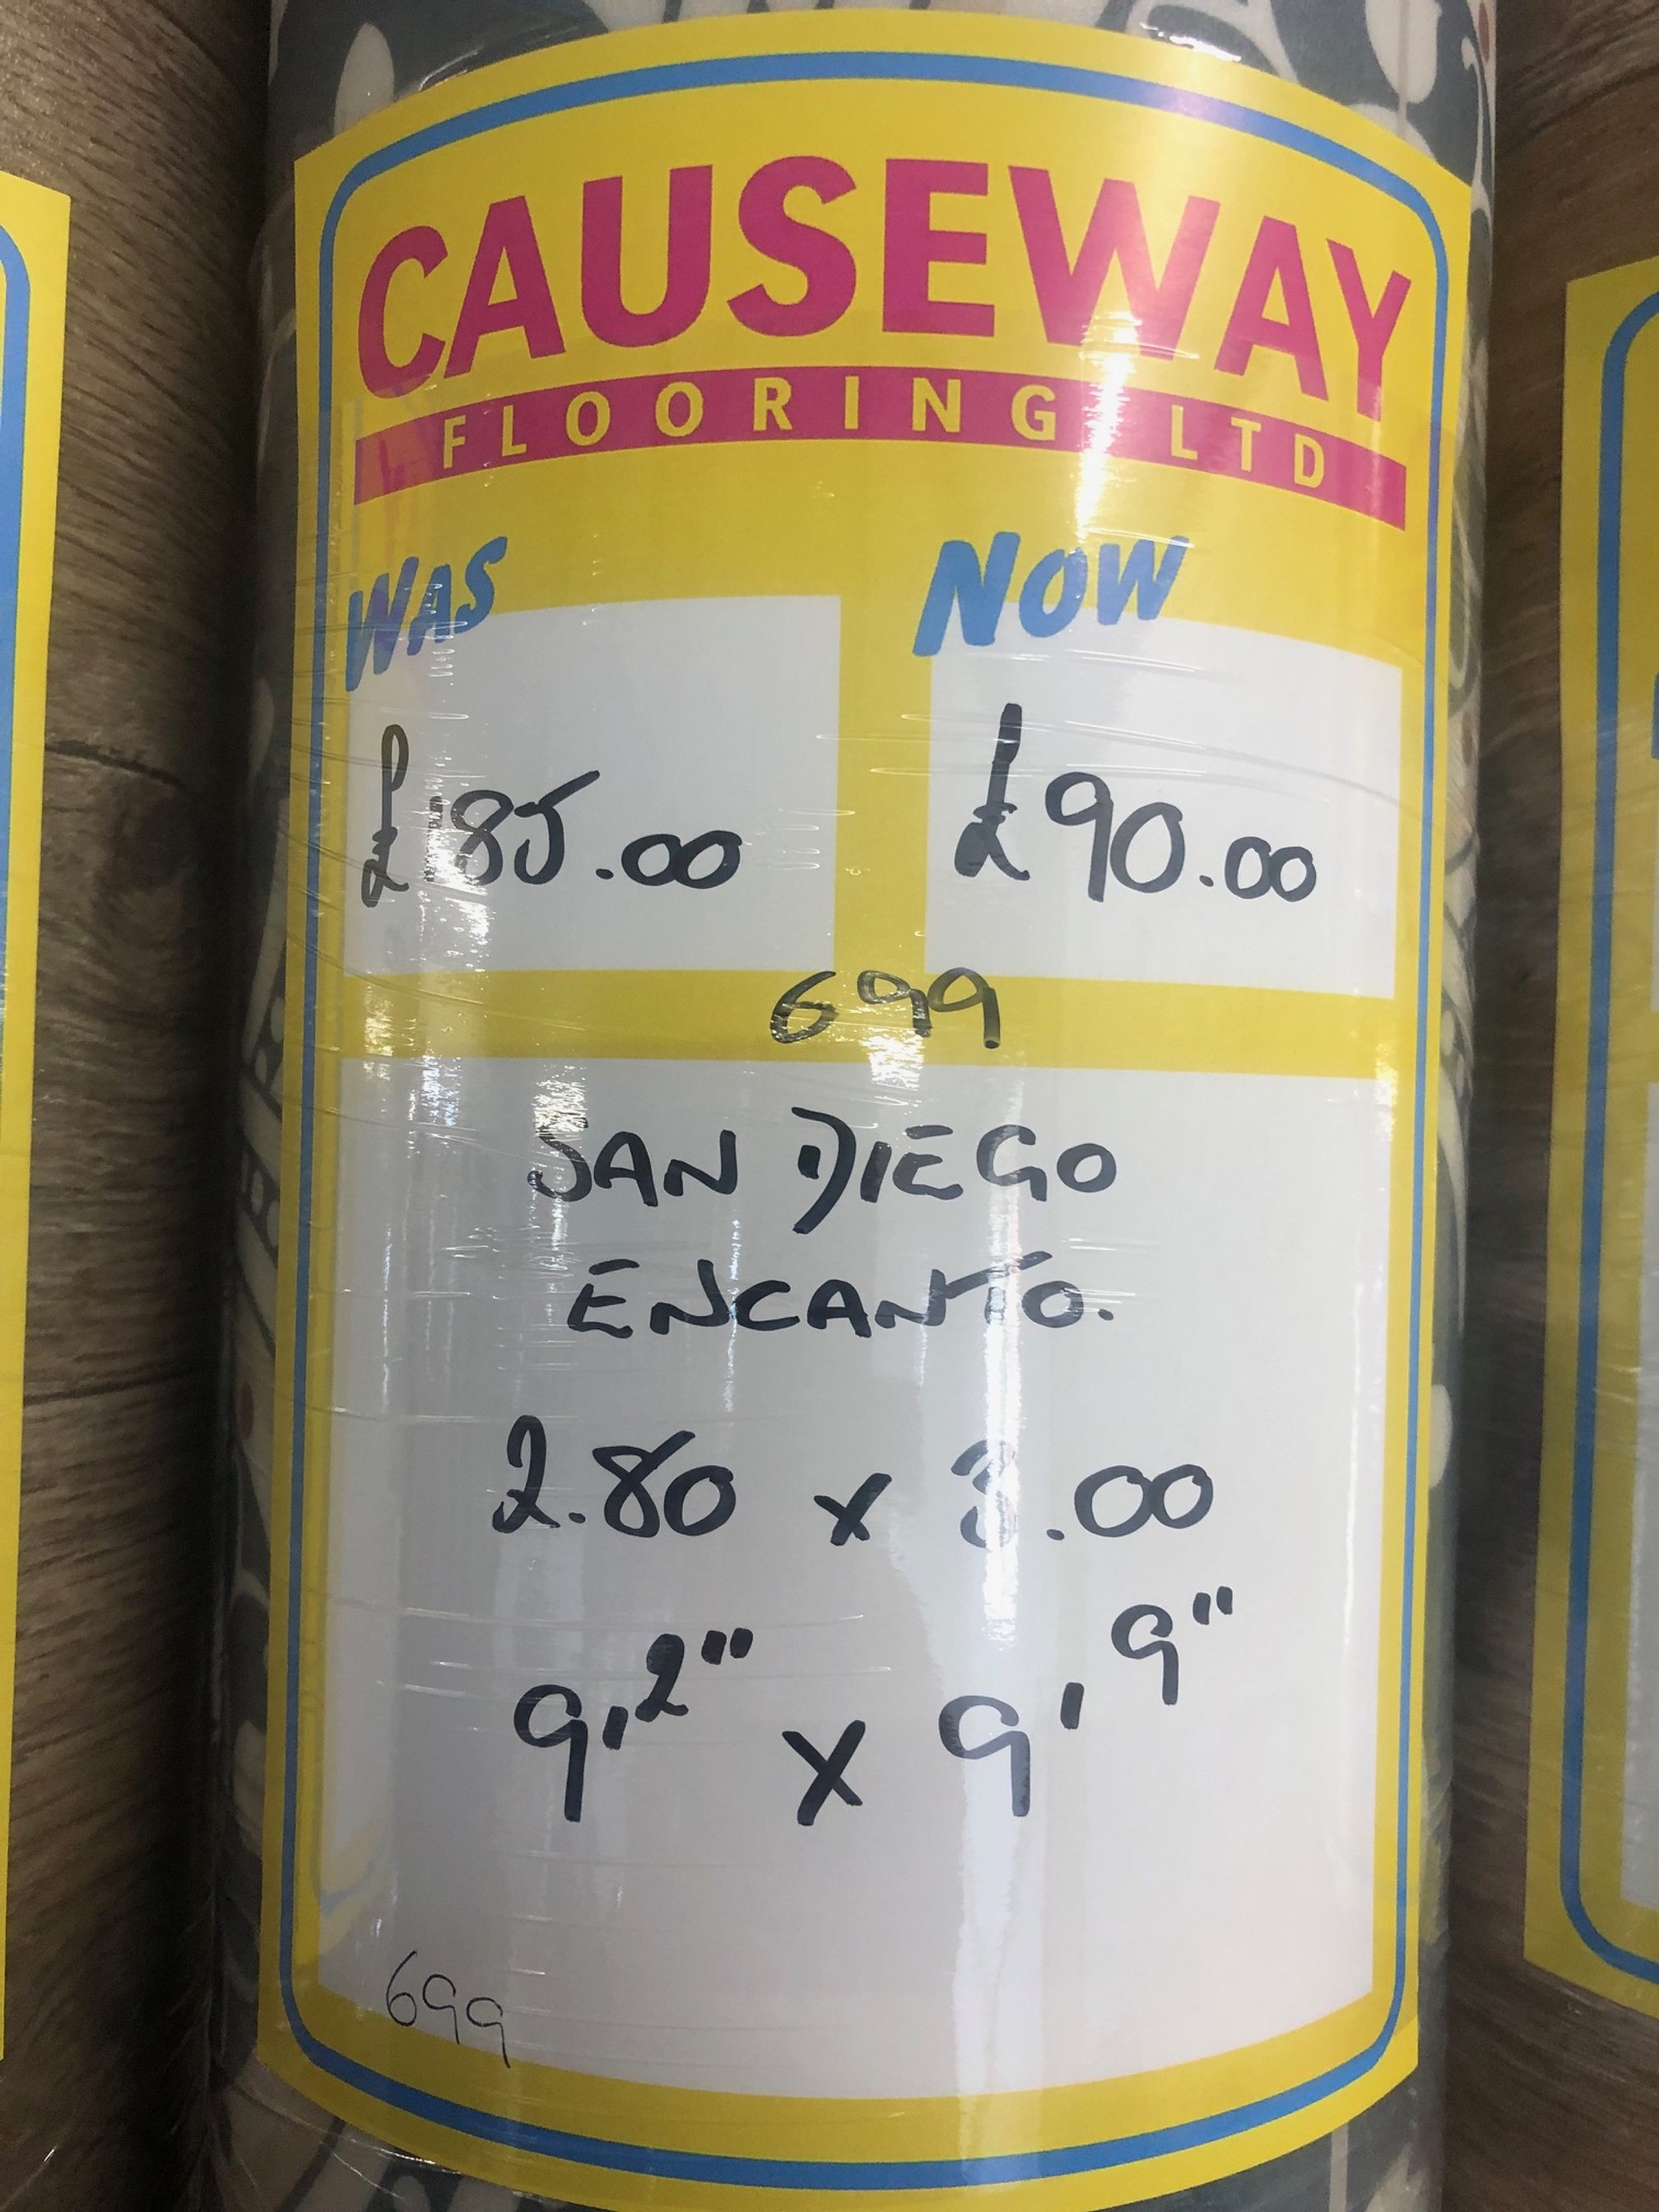 CAUSEWAY
FLOORING LTD
WAS NOW
£185.00 £90.00
699
SAN DIEGO
ENCANTO.
2.80 x 3.00
9'2" x 9'9"
699